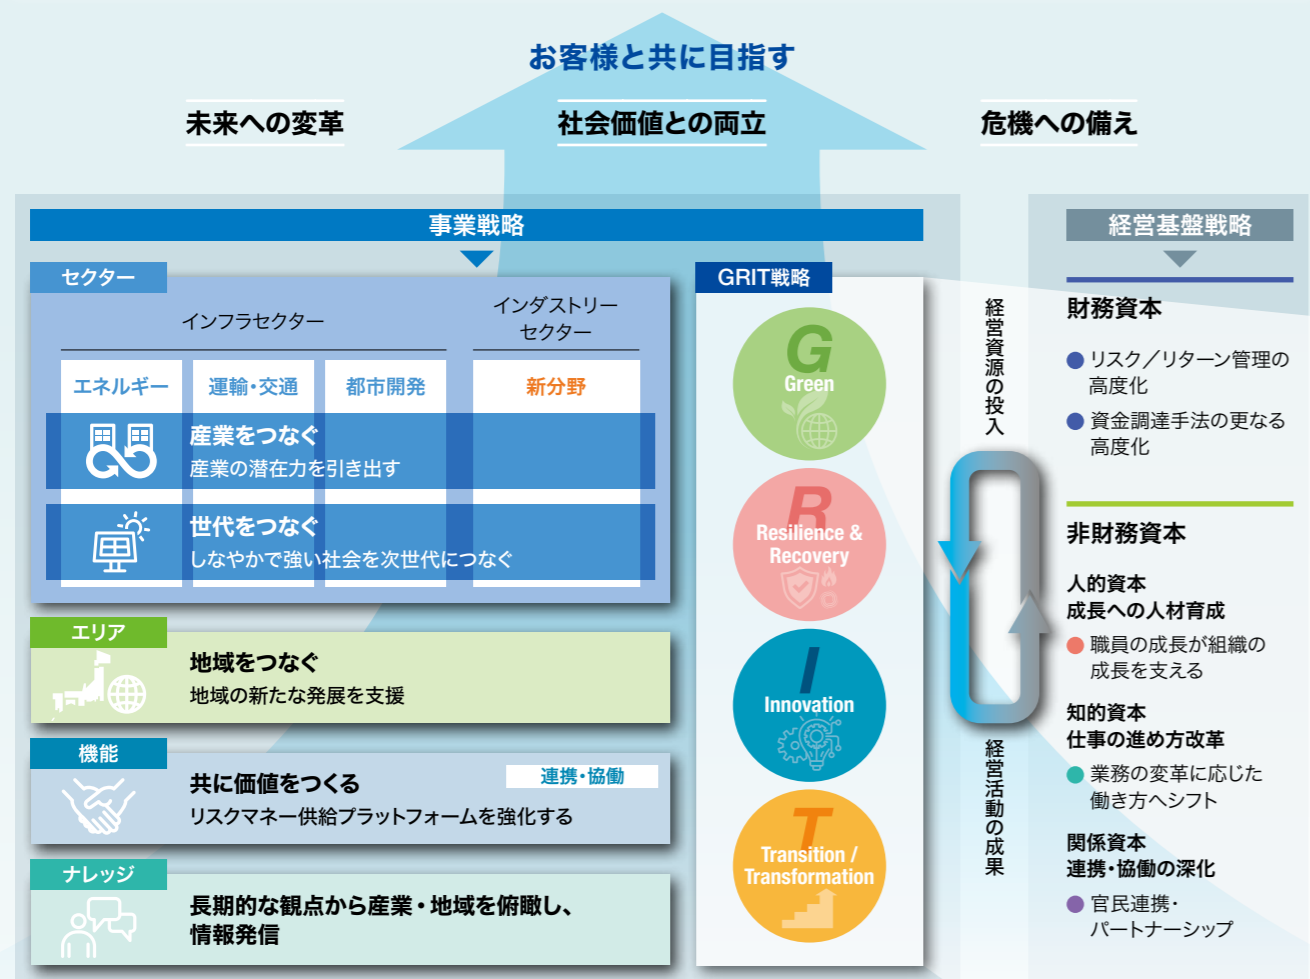 お客様と共に目指す
未来への変革
社会価値との両立
危機への備え
事業戦略
セクター
インフラセクター
インダストリー
セクター
エネルギー
運輸・交通
都市開発
新分野
産業をつなぐ
産業の潜在力を引き出す
世代をつなぐ
しなやかで強い社会を次世代につなぐ
エリア
地域をつなぐ
地域の新たな発展を支援
機能
共に価値をつくる
連携・協働
リスクマネー供給プラットフォームを強化する
ナレッジ
長期的な観点から産業・地域を俯瞰し、
情報発信
GRIT戦略
G
Green
R
Resilience &
Recovery
I
Innovation
T
Transition /
Transformation
経営資源の投入
経営活動の成果
経営基盤戦略
財務資本
リスク／リターン管理の
高度化
資金調達手法の更なる
高度化
非財務資本
人的資本
成長への人材育成
職員の成長が組織の
成長を支える
知的資本
仕事の進め方改革
業務の変革に応じた
働き方へシフト
関係資本
連携・協働の深化
官民連携・
パートナーシップ